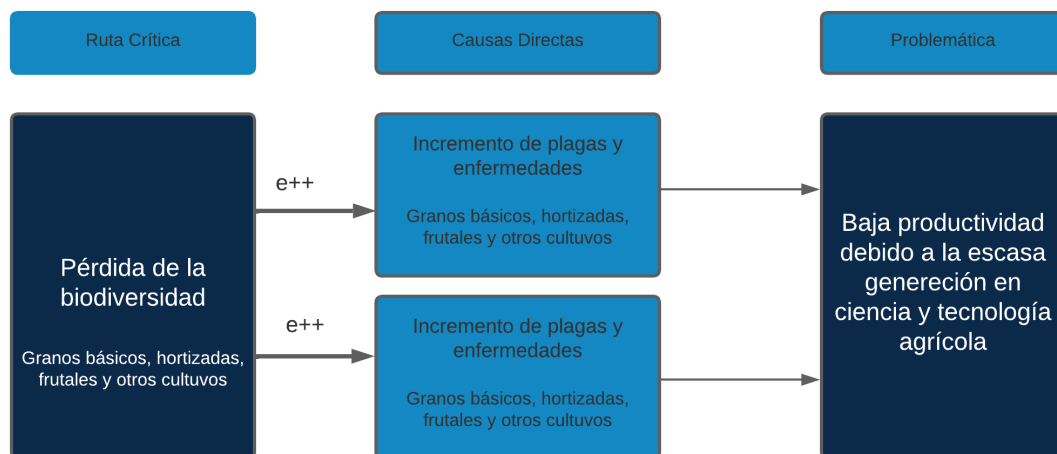 Ruta Crítica
Causas Directas
Problemática
Pérdida de la
biodiversidad
Granos básicos, hortizadas,
frutales y otros cultuvos
e++
e++
Incremento de plagas y
enfermedades
Granos básicos, hortizadas,
frutales y otros cultuvos
Incremento de plagas y
enfermedades
Granos básicos, hortizadas,
frutales y otros cultuvos
Baja productividad
debido a la escasa
genereción en
ciencia y tecnología
agrícola